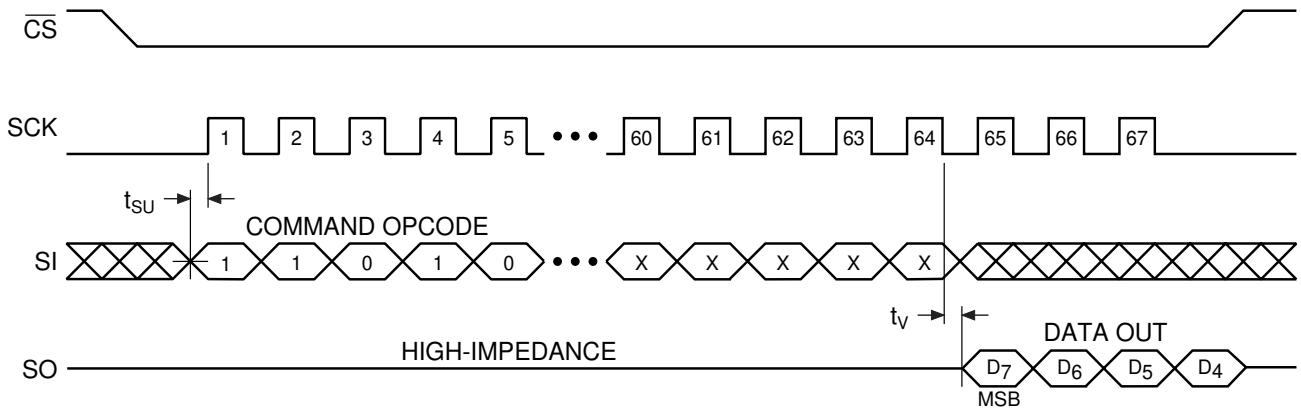 CS
SCK 1 2 3 4 5 ••• 60 61 62 63 64 65 66 67
tSU
COMMAND OPCODE
SI 1 1 0 1 0 ••• X X X X X
tV
HIGH-IMPEDANCE DATA OUT
SO D7 D6 D5 D4
MSB